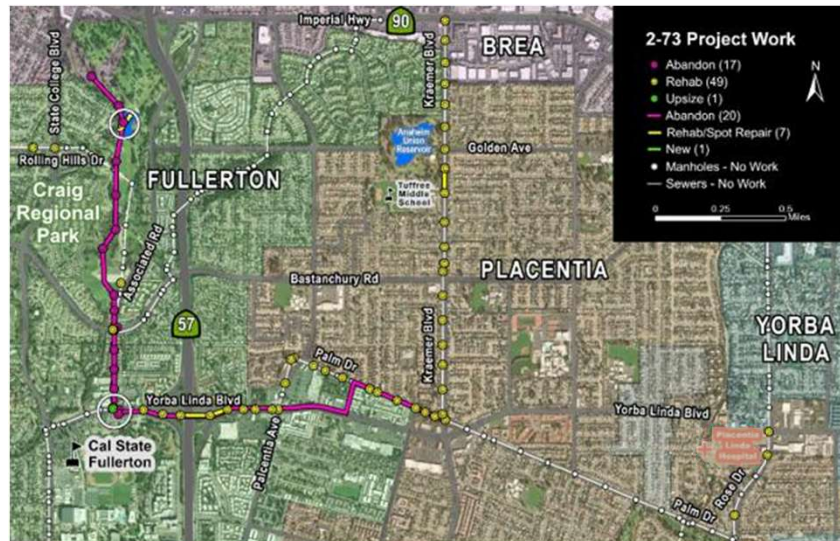 Imperial Hwy
90
BREA
State College Blvd
Kraemer Blvd
2-73 Project Work
Abandon (17)
Rehab (49)
Upsize (1)
Abandon (20)
Rehab/Spot Repair (7)
New (1)
Manholes - No Work
Sewers - No Work
N
0 0.25 0.5
Miles
Anaheim
Union
Reservoir
Golden Ave
Rolling Hills Dr
FULLERTON
Tuffree
Middle
School
Craig
Regional
Park
Associated Rd
Bastanchury Rd
PLACENTIA
57
Kraemer Blvd
YORBA
LINDA
Palm Dr
Yorba Linda Blvd
Yorba Linda Blvd
Cal State
Fullerton
Palcentia Ave
Placentia
Linda
Hospital
Palm Dr
Rose Dr